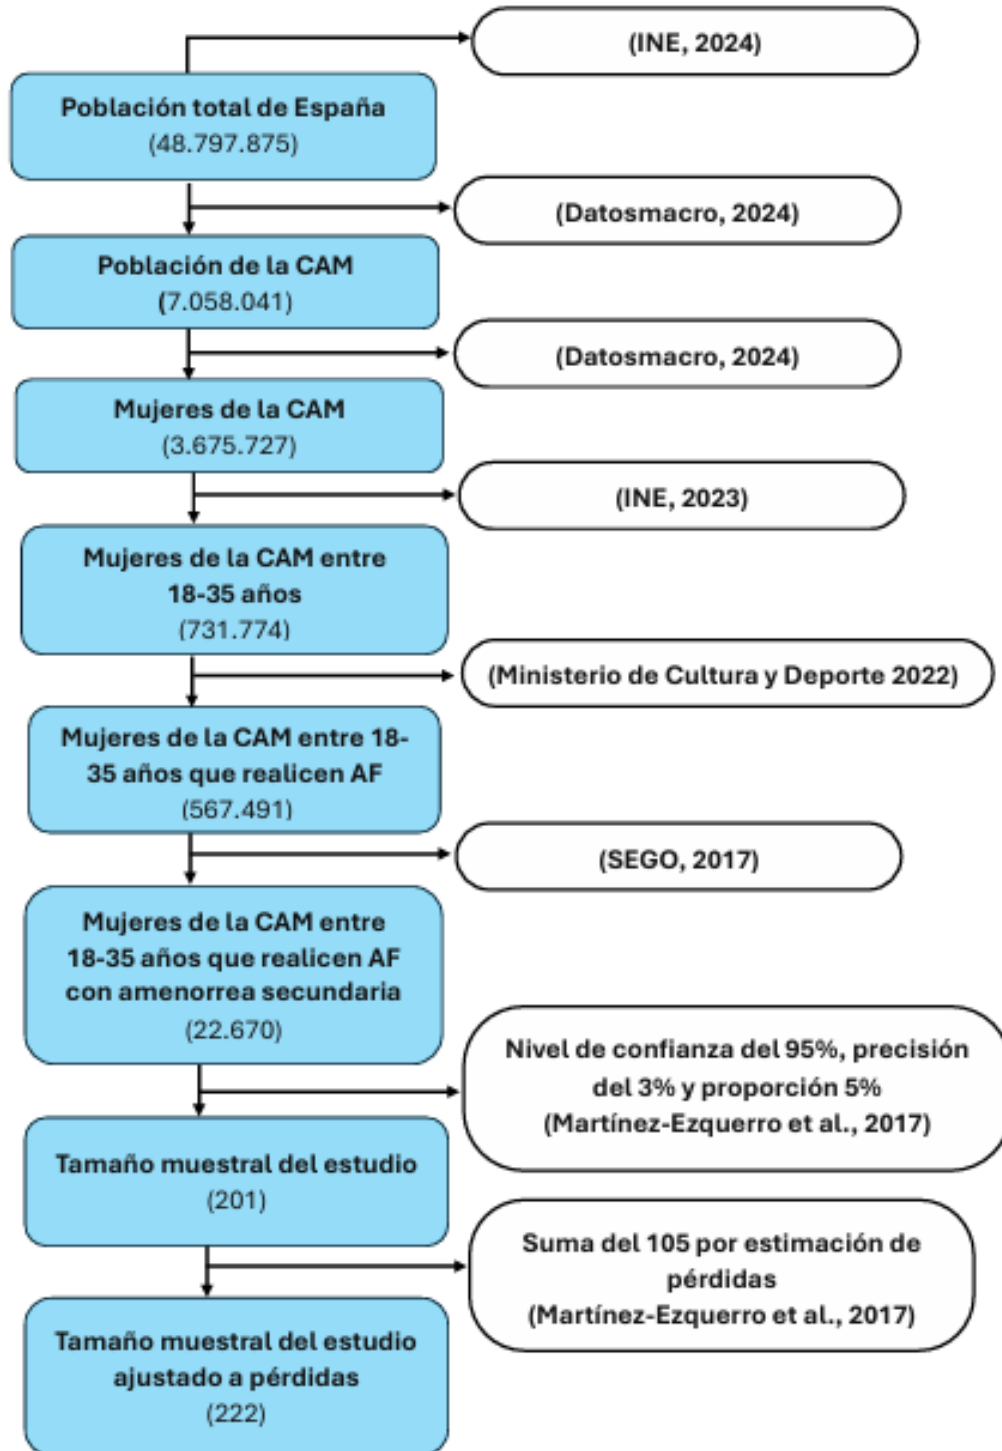 (INE, 2024)
Población total de España
(48.797.875)
(Datosmacro, 2024)
Población de la CAM
(7.058.041)
(Datosmacro, 2024)
Mujeres de la CAM
(3.675.727)
(INE, 2023)
Mujeres de la CAM entre
18-35 años
(731.774)
(Ministerio de Cultura y Deporte 2022)
Mujeres de la CAM entre 18-
35 años que realicen AF
(567.491)
(SEGO, 2017)
Mujeres de la CAM entre
18-35 años que realicen AF
con amenorrea secundaria
(22.670)
Nivel de confianza del 95%, precisión
del 3% y proporción 5%
(Martínez-Ezquerro et al., 2017)
Tamaño muestral del estudio
(201)
Suma del 105 por estimación de
pérdidas
(Martínez-Ezquerro et al., 2017)
Tamaño muestral del estudio
ajustado a pérdidas
(222)